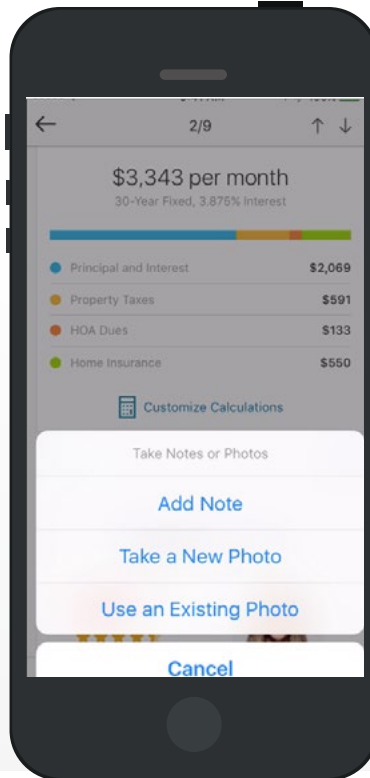 2/9
$3,343 per month
30-Year Fixed, 3.875% Interest
Principal and Interest $2,069
Property Taxes $591
HOA Dues $133
Home Insurance $550
Customize Calculations
Take Notes or Photos
Add Note
Take a New Photo
Use an Existing Photo
Cancel